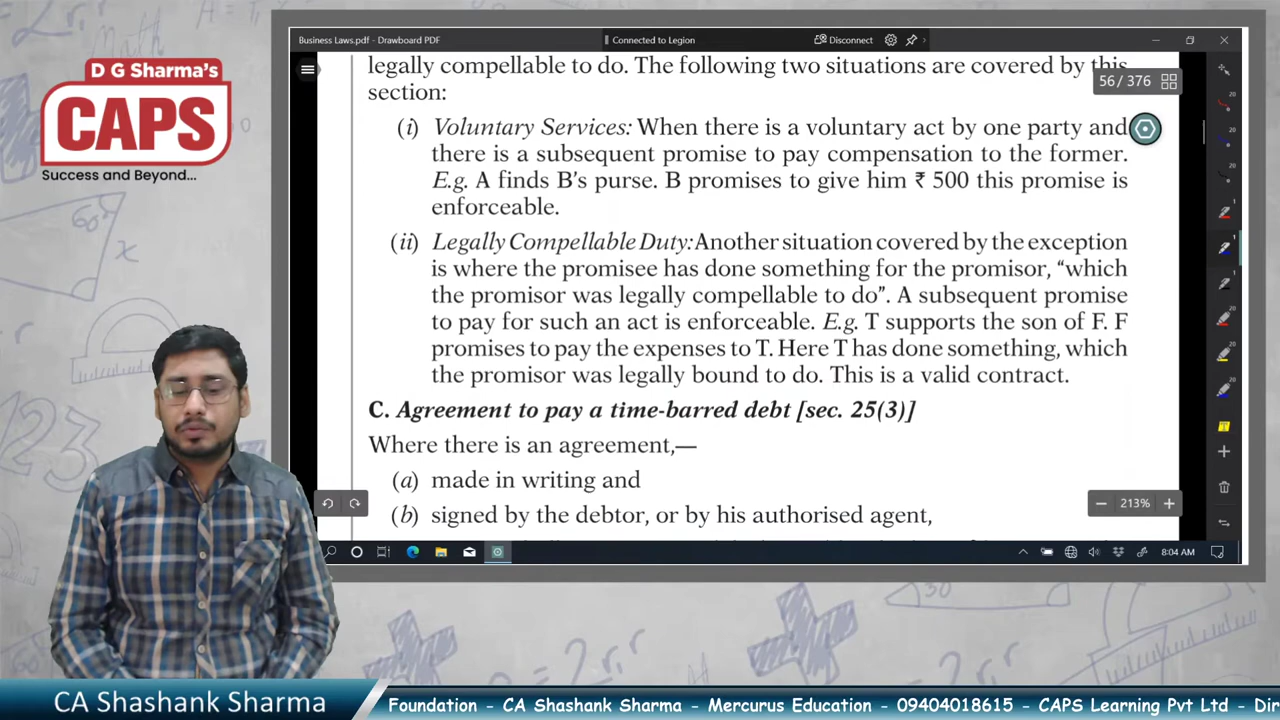 D G Sharma's
CAPS
Success and Beyond...
Business Laws.pdf - Drawboard PDF
Connected to Legion
Disconnect
56 / 376
legally compellable to do. The following two situations are covered by this
section:
(i) Voluntary Services: When there is a voluntary act by one party and
there is a subsequent promise to pay compensation to the former.
E.g. A finds B's purse. B promises to give him ₹ 500 this promise is
enforceable.
(ii) Legally Compellable Duty: Another situation covered by the exception
is where the promisee has done something for the promisor, "which
the promisor was legally compellable to do". A subsequent promise
to pay for such an act is enforceable. E.g. T supports the son of F. F
promises to pay the expenses to T. Here T has done something, which
the promisor was legally bound to do. This is a valid contract.
C. Agreement to pay a time-barred debt [sec. 25(3)]
Where there is an agreement,—
(a) made in writing and
(b) signed by the debtor, or by his authorised agent,
213%
8:04 AM
CA Shashank Sharma
Foundation - CA Shashank Sharma - Mercurus Education - 09404018615 - CAPS Learning Pvt Ltd - Dir